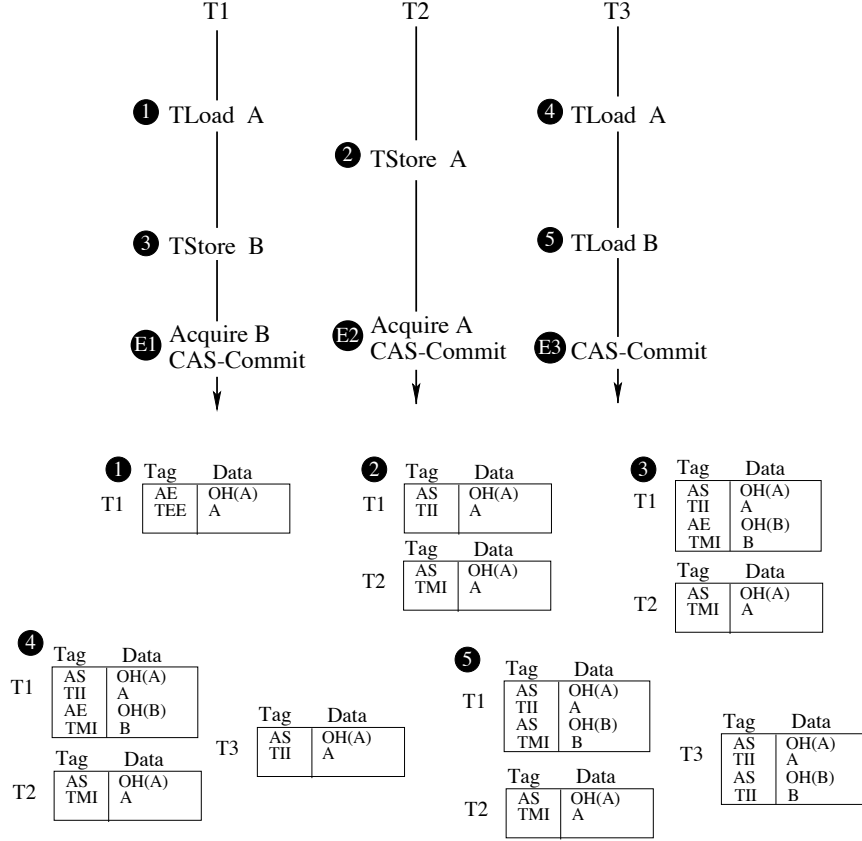 T1 T2 T3
1 TLoad A
4 TLoad A
2 TStore A
3 TStore B
5 TLoad B
E1 Acquire B
CAS-Commit
E2 Acquire A
CAS-Commit
E3 CAS-Commit
1 Tag Data
T1 AE OH(A)
TEE A
2 Tag Data
T1 AS OH(A)
TII A
Tag Data
T2 AS OH(A)
TMI A
3 Tag Data
T1 AS OH(A)
TII A
AE OH(B)
TMI B
Tag Data
T2 AS OH(A)
TMI A
4 Tag Data
T1 AS OH(A)
TII A
AE OH(B)
TMI B
Tag Data
T2 AS OH(A)
TMI A
Tag Data
T3 AS OH(A)
TII A
5 Tag Data
T1 AS OH(A)
TII A
AS OH(B)
TMI B
Tag Data
T2 AS OH(A)
TMI A
Tag Data
T3 AS OH(A)
TII A
AS OH(B)
TII B